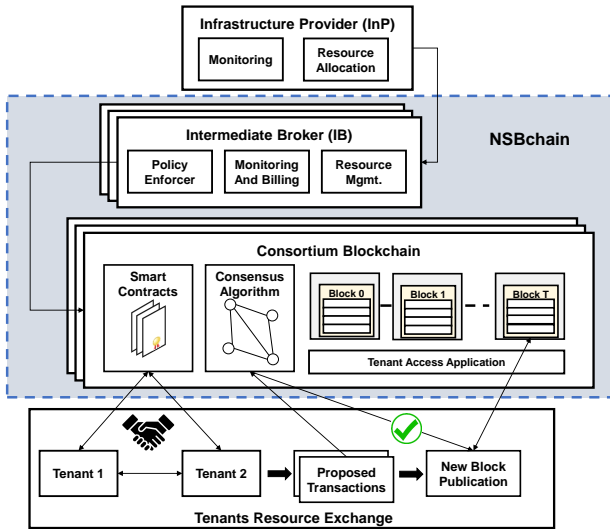 Infrastructure Provider (InP)
Monitoring
Resource
Allocation
NSBchain
Intermediate Broker (IB)
Policy
Enforcer
Monitoring
And Billing
Resource
Mgmt.
Consortium Blockchain
Smart
Contracts
Consensus
Algorithm
Block 0
Block 1
Block T
Tenant Access Application
Tenant 1
Tenant 2
Proposed
Transactions
New Block
Publication
Tenants Resource Exchange